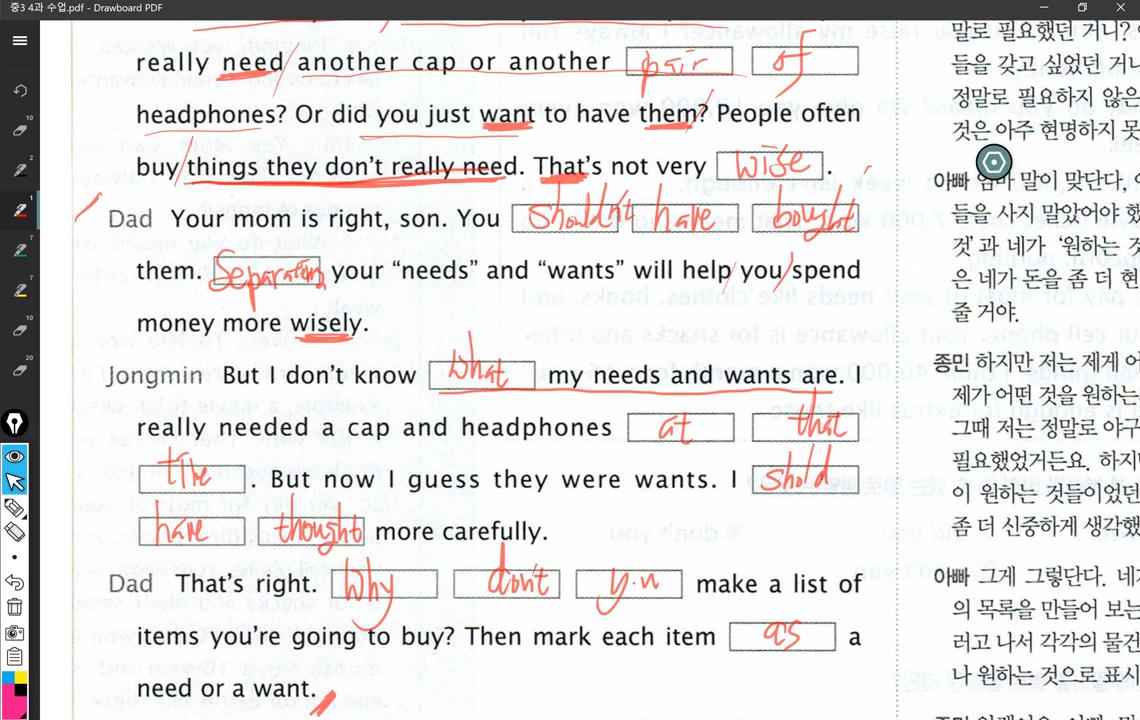 중3 4과 수업.pdf - Drawboard PDF
really need another cap or another pair of
headphones? Or did you just want to have them? People often
buy things they don't really need. That's not very wise.
Dad Your mom is right, son. You shouldn't have bought
them. Separating your "needs" and "wants" will help you spend
money more wisely.
Jongmin But I don't know what my needs and wants are. I
really needed a cap and headphones at that
time. But now I guess they were wants. I should
have thought more carefully.
Dad That's right. Why don't you make a list of
items you're going to buy? Then mark each item as a
need or a want.
말로 필요했던 거니?
들을 갖고 싶었던 거니
정말로 필요하지 않은
것은 아주 현명하지 못
아빠 엄마 말이 맞단다.
들을 사지 말았어야 했
것'과 네가 '원하는 것
은 네가 돈을 좀 더 현
줄 거야.
종민 하지만 저는 제게 어
제가 어떤 것을 원하는
그때 저는 정말로 야구
필요했었거든요. 하지만
이 원하는 것들이었던
좀 더 신중하게 생각했
아빠 그게 그렇단다. 네
의 목록을 만들어 보는
러고 나서 각각의 물건
나 원하는 것으로 표시